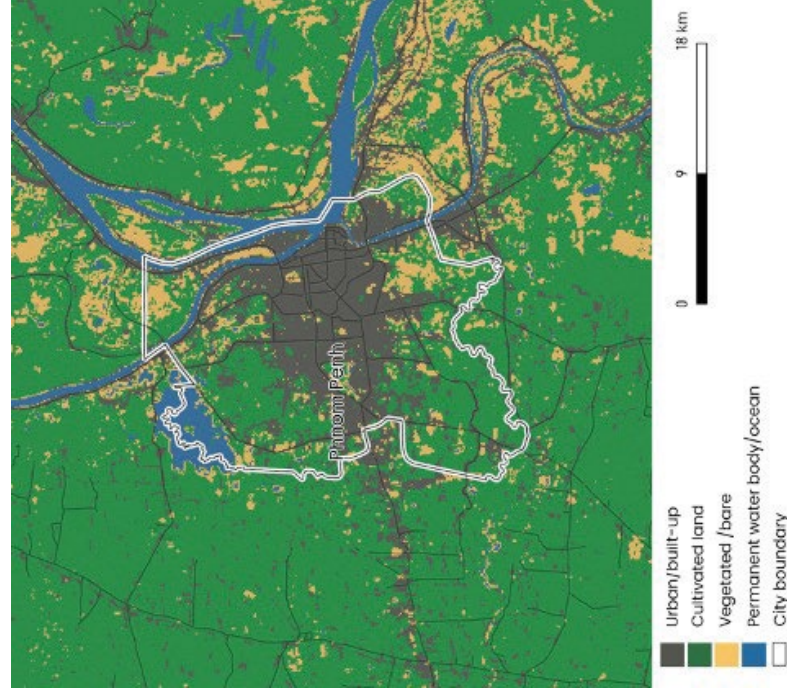 Phnom Penh
Urban/built-up
Cultivated land
Vegetated /bare
Permanent water body/ocean
City boundary
0
9
18 km